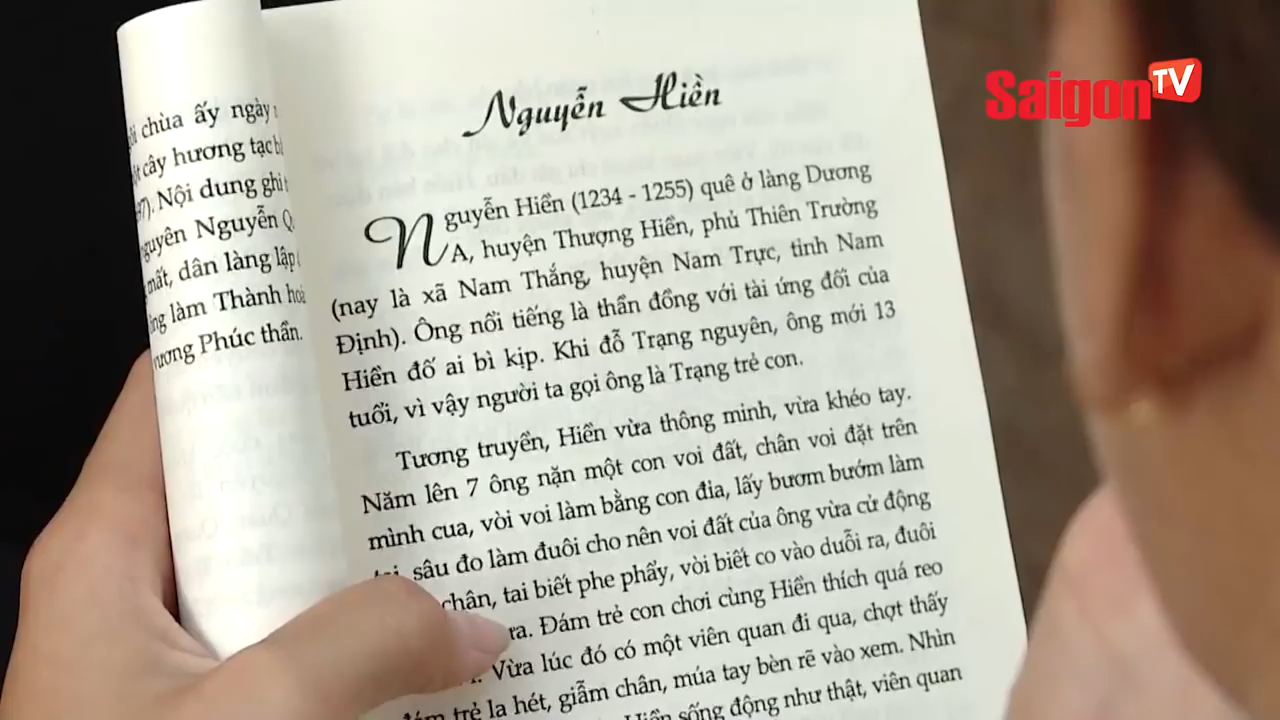 chùa ấy ngày
cây hương tạc
Nội dung ghi
Nguyễn
mất, dân làng lập
làm Thành
Phúc thần.
Nguyễn Hiền
Nguyễn Hiền (1234 - 1255) quê ở làng Dương
A, huyện Thượng Hiền, phủ Thiên Trường
(nay là xã Nam Thắng, huyện Nam Trực, tỉnh Nam
Định). Ông nổi tiếng là thần đồng với tài ứng đối của
Hiền đố ai bì kịp. Khi đỗ Trạng nguyên, ông mới 13
tuổi, vì vậy người ta gọi ông là Trạng trẻ con.
Tương truyền, Hiền vừa thông minh, vừa khéo tay.
Năm lên 7 ông nặn một con voi đất, chân voi đặt trên
mình cua, vòi voi làm bằng con đỉa, lấy bươm bướm làm
sâu đo làm đuôi cho nên voi đất của ông vừa cử động
chân, tai biết phe phẩy, vòi biết co vào duỗi ra, đuôi
ra. Đám trẻ con chơi cùng Hiền thích quá reo
Vừa lúc đó có một viên quan đi qua, chợt thấy
đám trẻ la hét, giẫm chân, múa tay bèn rẽ vào xem. Nhìn
Hiền sống động như thật, viên quan
Saigon TV